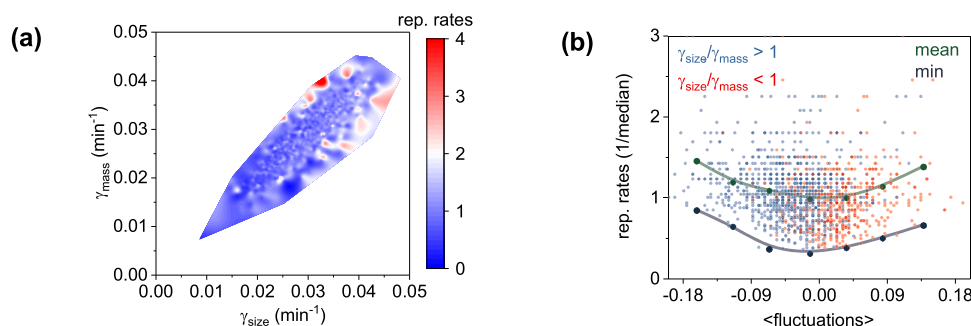 (a)
rep. rates
0.05
0.04
0.03
0.02
0.01
0.00
γmass (min-1)
0.00 0.01 0.02 0.03 0.04 0.05
γsize (min-1)
4
3
2
1
0
(b)
γsize/γmass > 1
γsize/γmass < 1
mean
min
3
2
1
0
rep. rates (1/median)
-0.18 -0.09 0.00 0.09 0.18
<fluctuations>